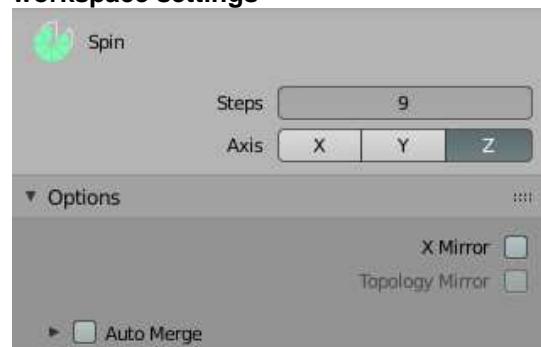 workspace settings
Spin
Steps 9
Axis X Y Z
Options
X Mirror
Topology Mirror
Auto Merge